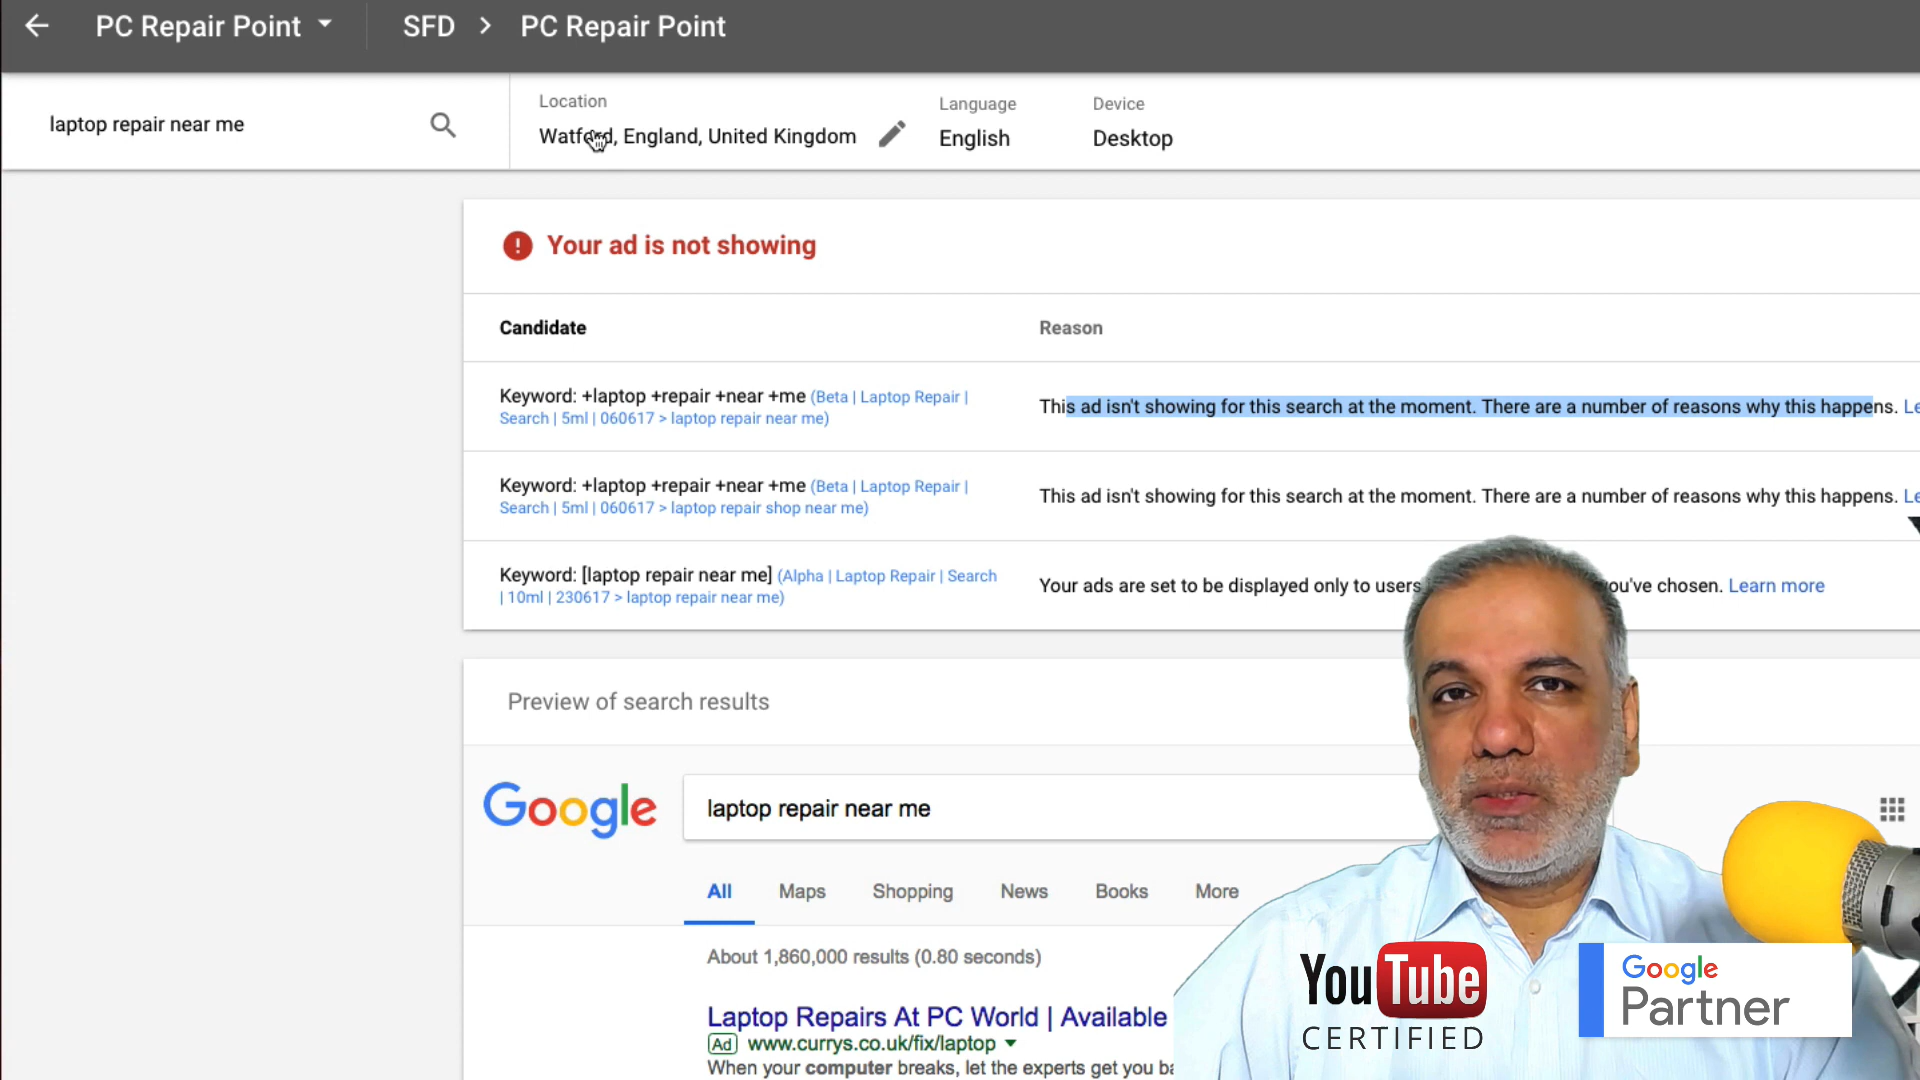 PC Repair Point
SFD > PC Repair Point
laptop repair near me
Location
Watford, England, United Kingdom
Language
English
Device
Desktop
Your ad is not showing
Candidate
Reason
Keyword: +laptop +repair +near +me (Beta | Laptop Repair |
Search | 5ml | 060617 > laptop repair near me)
This ad isn't showing for this search at the moment. There are a number of reasons why this happens. Le
Keyword: +laptop +repair +near +me (Beta | Laptop Repair |
Search | 5ml | 060617 > laptop repair shop near me)
This ad isn't showing for this search at the moment. There are a number of reasons why this happens. Le
Keyword: [laptop repair near me] (Alpha | Laptop Repair | Search
| 10ml | 230617 > laptop repair near me)
Your ads are set to be displayed only to users ou've chosen. Learn more
Preview of search results
Google
laptop repair near me
All Maps Shopping News Books More
About 1,860,000 results (0.80 seconds)
Laptop Repairs At PC World | Available
Ad www.currys.co.uk/fix/laptop
When your computer breaks, let the experts get you ba
YouTube
CERTIFIED
Google
Partner